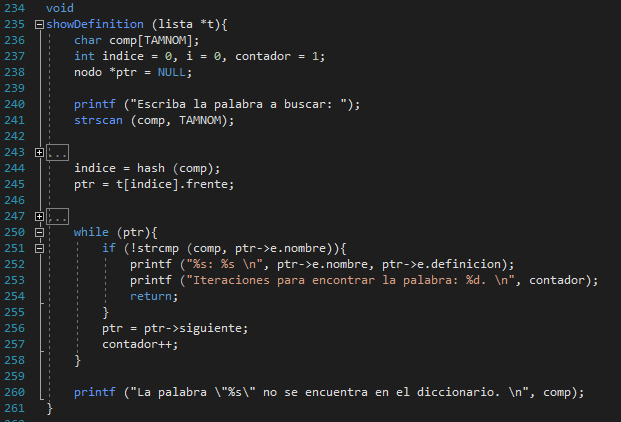 234 void
235 showDefinition (lista *t){
236 char comp[TAMNOM];
237 int indice = 0, i = 0, contador = 1;
238 nodo *ptr = NULL;
239
240 printf ("Escriba la palabra a buscar: ");
241 strscan (comp, TAMNOM);
242
243 ...
244 indice = hash (comp);
245 ptr = t[indice].frente;
246
247 ...
250 while (ptr){
251 if (!strcmp (comp, ptr->e.nombre)){
252 printf ("%s: %s \n", ptr->e.nombre, ptr->e.definicion);
253 printf ("Iteraciones para encontrar la palabra: %d. \n", contador);
254 return;
255 }
256 ptr = ptr->siguiente;
257 contador++;
258 }
259
260 printf ("La palabra \"%s\" no se encuentra en el diccionario. \n", comp);
261 }